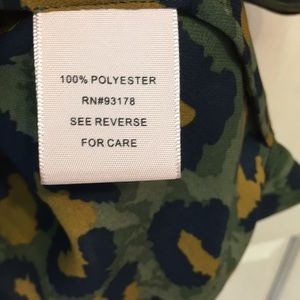 100% POLYESTER
RN#93178
SEE REVERSE
FOR CARE